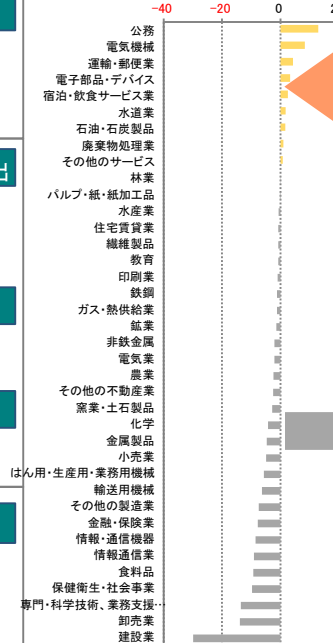 -40
-20
0
2
公務
電気機械
運輸・郵便業
電子部品・デバイス
宿泊・飲食サービス業
水道業
石油・石炭製品
廃棄物処理業
その他のサービス
出
林業
パルプ・紙・紙加工品
水産業
住宅賃貸業
繊維製品
教育
印刷業
鉄鋼
ガス・熱供給業
鉱業
非鉄金属
電気業
農業
その他の不動産業
窯業・土石製品
化学
金属製品
小売業
はん用・生産用・業務用機械
輸送用機械
その他の製造業
金融・保険業
情報・通信機器
情報通信業
食料品
保健衛生・社会事業
専門・科学技術、業務支援…
卸売業
建設業